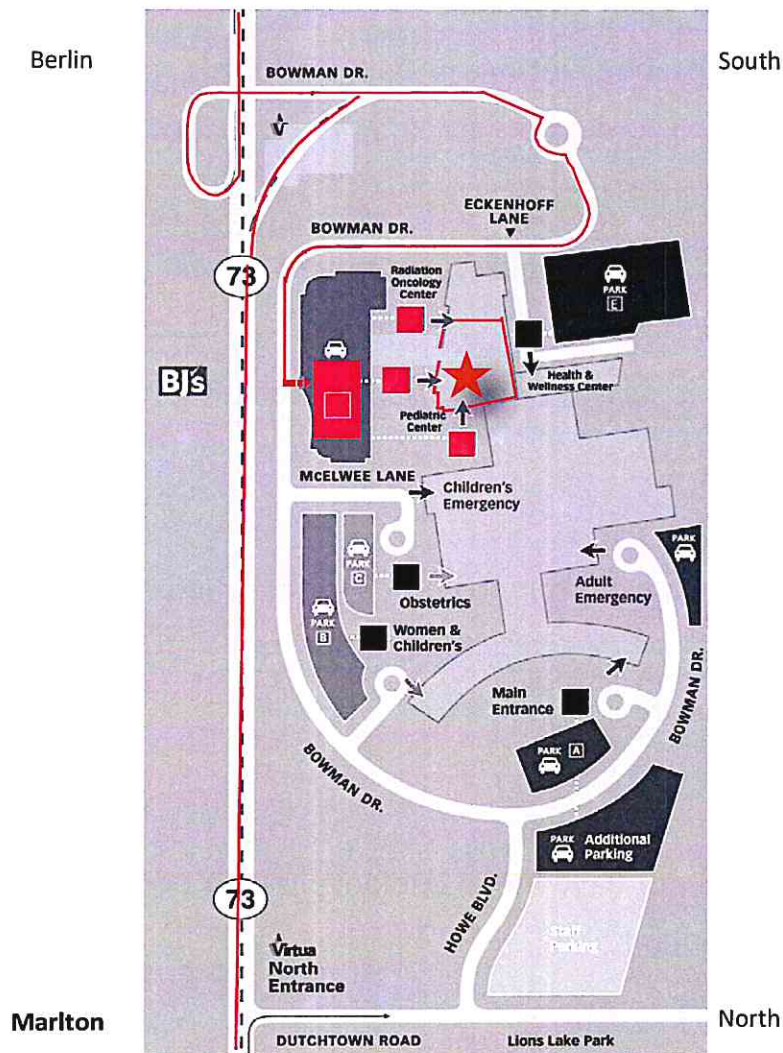 Berlin
South
BOWMAN DR.
V
ECKENHOFF
LANE
BOWMAN DR.
73
Radiation
Oncology
Center
PARK
E
BJ's
Health &
Wellness Center
Pediatric
Center
McELWEE LANE
Children's
Emergency
PARK
C
PARK
Adult
Emergency
Obstetrics
PARK
B
Women &
Children's
Main
Entrance
BOWMAN DR.
BOWMAN DR.
PARK A
PARK
Additional
Parking
73
HOWE BLVD.
Staff
Parking
Virtua
North
Entrance
Marlton
North
DUTCHTOWN ROAD
Lions Lake Park